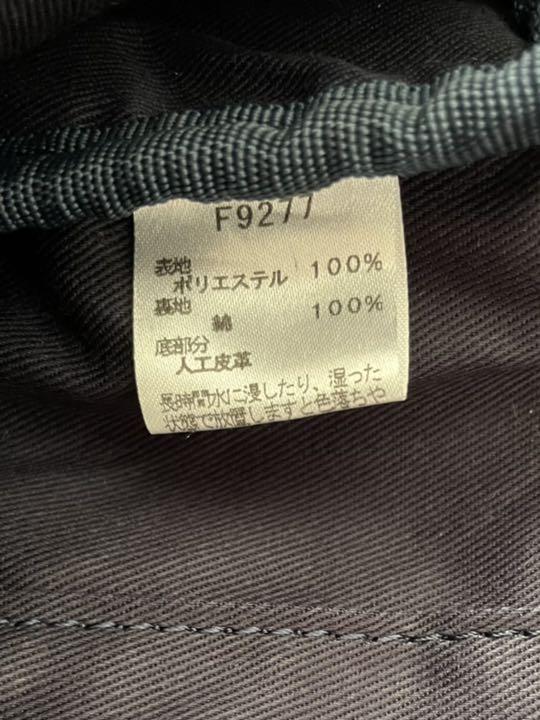 F9277
表地
ポリエステル 100%
裏地
綿 100%
底部分
人工皮革
長時間水に浸したり、湿った
状態で放置しますと色落ちや